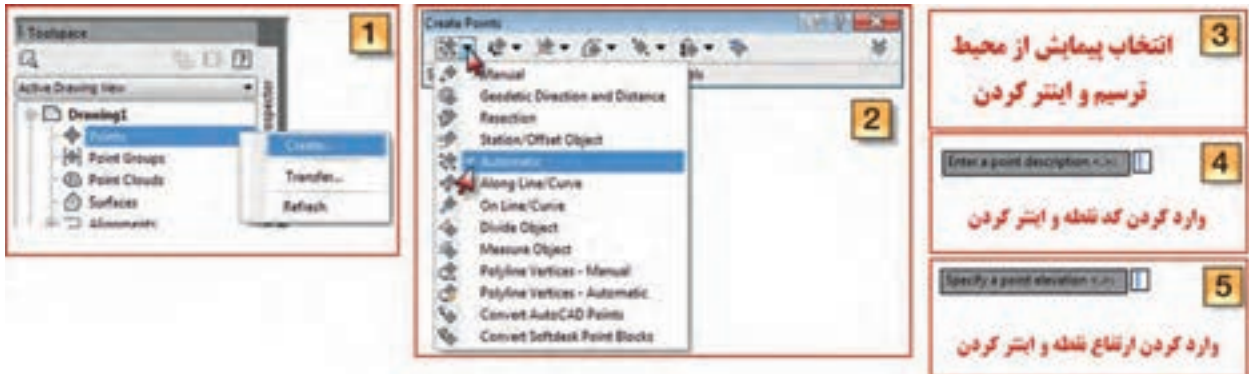 1
Toolspace
Active Drawing View
Drawing1
Points
Point Groups
Point Clouds
Surfaces
Alignments
Create...
Transfer...
Refresh
Create Points
2
Manual
Geodetic Direction and Distance
Resection
Station/Offset Object
Automatic
Along Line/Curve
On Line/Curve
Divide Object
Measure Object
Polyline Vertices - Manual
Polyline Vertices - Automatic
Convert AutoCAD Points
Convert Softdesk Point Blocks
3
انتخاب پیمایش از محیط
ترسیم و اینتر کردن
4
Enter a point description <.>:
وارد کردن کد نقطه و اینتر کردن
5
Specify a point elevation <.>:
وارد کردن ارتفاع نقطه و اینتر کردن